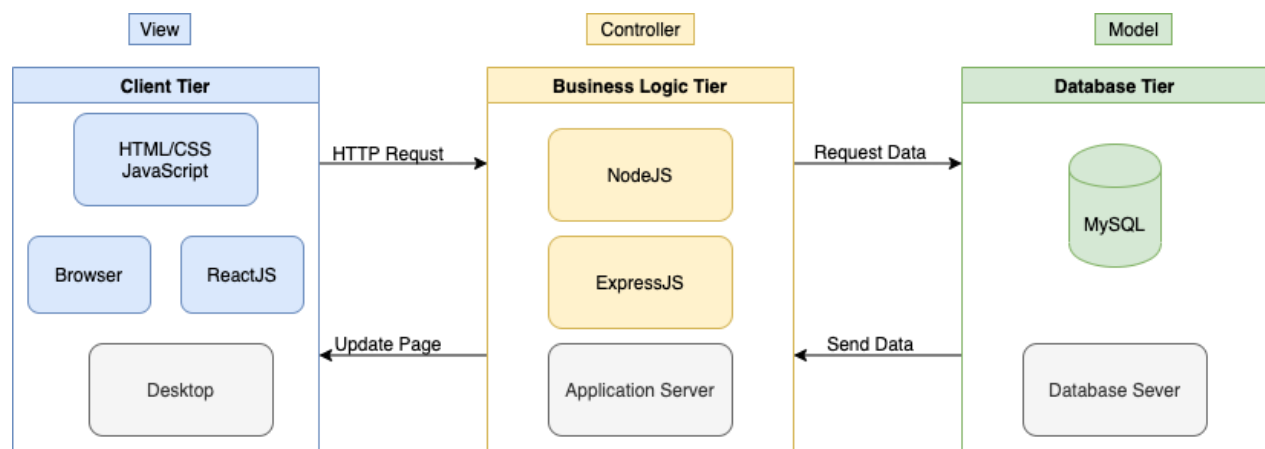 View
Controller
Model
Client Tier
Business Logic Tier
Database Tier
HTML/CSS
JavaScript
HTTP Requst
NodeJS
Request Data
MySQL
Browser
ReactJS
ExpressJS
Update Page
Send Data
Desktop
Application Server
Database Sever